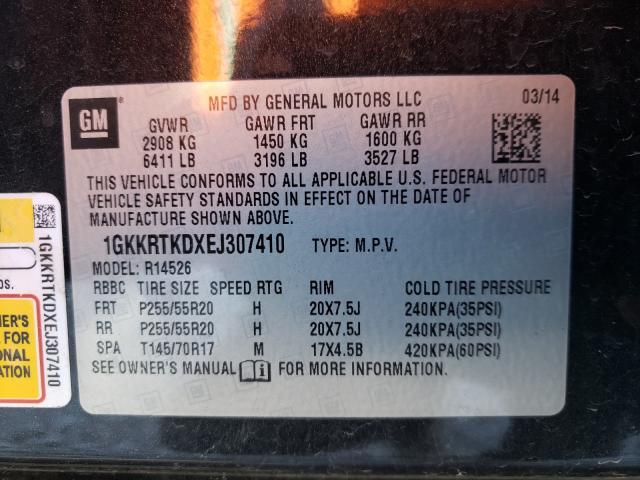 GM
MFD BY GENERAL MOTORS LLC 03/14
GVWR GAWR FRT GAWR RR
2908 KG 1450 KG 1600 KG
6411 LB 3196 LB 3527 LB
THIS VEHICLE CONFORMS TO ALL APPLICABLE U.S. FEDERAL MOTOR
VEHICLE SAFETY STANDARDS IN EFFECT ON THE DATE OF
MANUFACTURE SHOWN ABOVE.
1GKKRTKDXEJ307410 TYPE: M.P.V.
MODEL: R14526
RBBC TIRE SIZE SPEED RTG RIM COLD TIRE PRESSURE
FRT P255/55R20 H 20X7.5J 240KPA(35PSI)
RR P255/55R20 H 20X7.5J 240KPA(35PSI)
SPA T145/70R17 M 17X4.5B 420KPA(60PSI)
SEE OWNER'S MANUAL FOR MORE INFORMATION.
1GKKRTKDXEJ307410